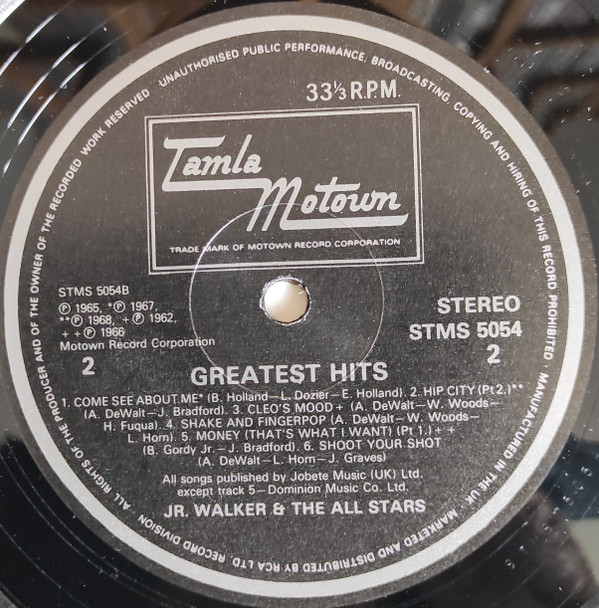 ALL RIGHTS OF THE PRODUCER AND OF THE OWNER OF THE RECORDED WORK RESERVED · UNAUTHORISED PUBLIC PERFORMANCE, BROADCASTING, COPYING AND HIRING OF THIS RECORD PROHIBITED · MANUFACTURED IN THE UK. MARKETED AND DISTRIBUTED BY RCA LTD. RECORD DIVISION
33⅓ R.P.M.
Tamla
Motown
TRADE MARK OF MOTOWN RECORD CORPORATION
STMS 5054B
℗ 1965, *℗ 1967,
**℗ 1968, +℗ 1962,
++℗ 1966
Motown Record Corporation
2
STEREO
STMS 5054
2
GREATEST HITS
1. COME SEE ABOUT ME* (B. Holland–L. Dozier–E. Holland). 2. HIP CITY (Pt 2.)**
(A. DeWalt–J. Bradford). 3. CLEO'S MOOD+ (A. DeWalt–W. Woods–
H. Fuqua). 4. SHAKE AND FINGERPOP (A. DeWalt–W. Woods–
L. Horn). 5. MONEY (THAT'S WHAT I WANT) (Pt 1.)++
(B. Gordy Jr.–J. Bradford). 6. SHOOT YOUR SHOT
(A. DeWalt–L. Horn–J. Graves)
All songs published by Jobete Music (UK) Ltd.
except track 5–Dominion Music Co. Ltd.
JR. WALKER & THE ALL STARS